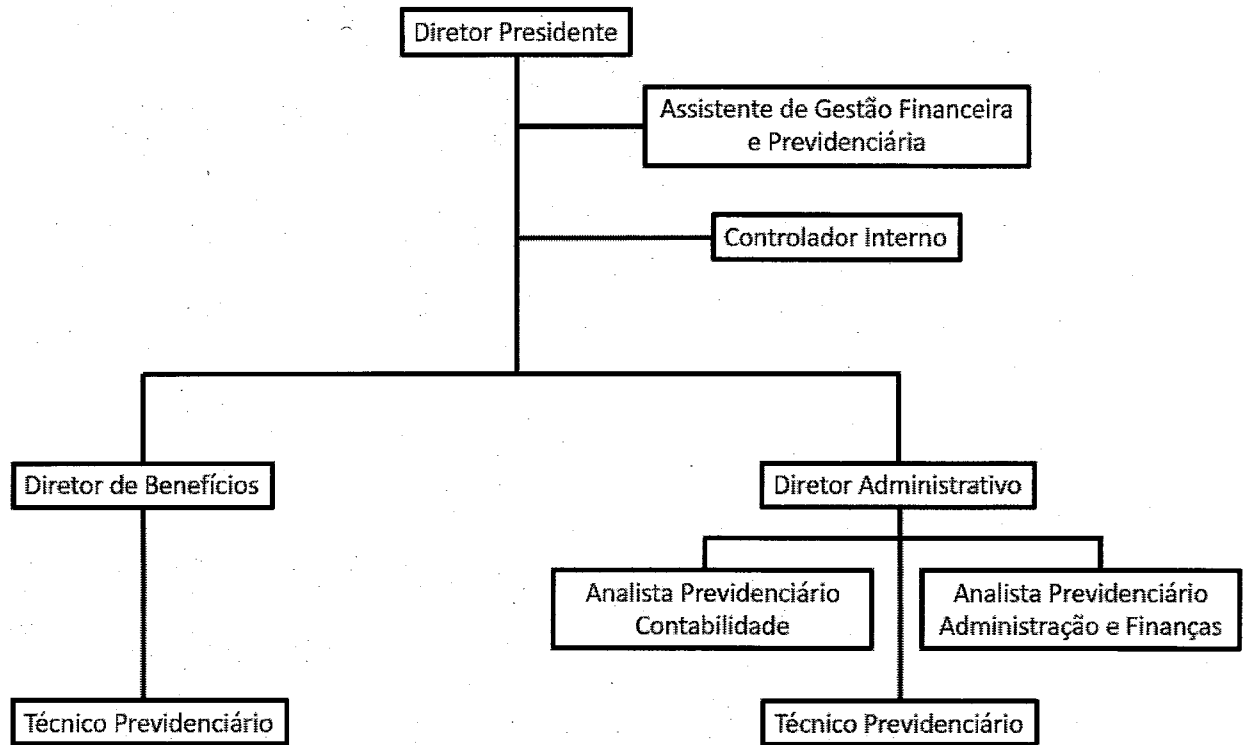 Diretor Presidente
Assistente de Gestão Financeira
e Previdenciária
Controlador Interno
Diretor de Benefícios
Diretor Administrativo
Analista Previdenciário
Contabilidade
Analista Previdenciário
Administração e Finanças
Técnico Previdenciário
Técnico Previdenciário